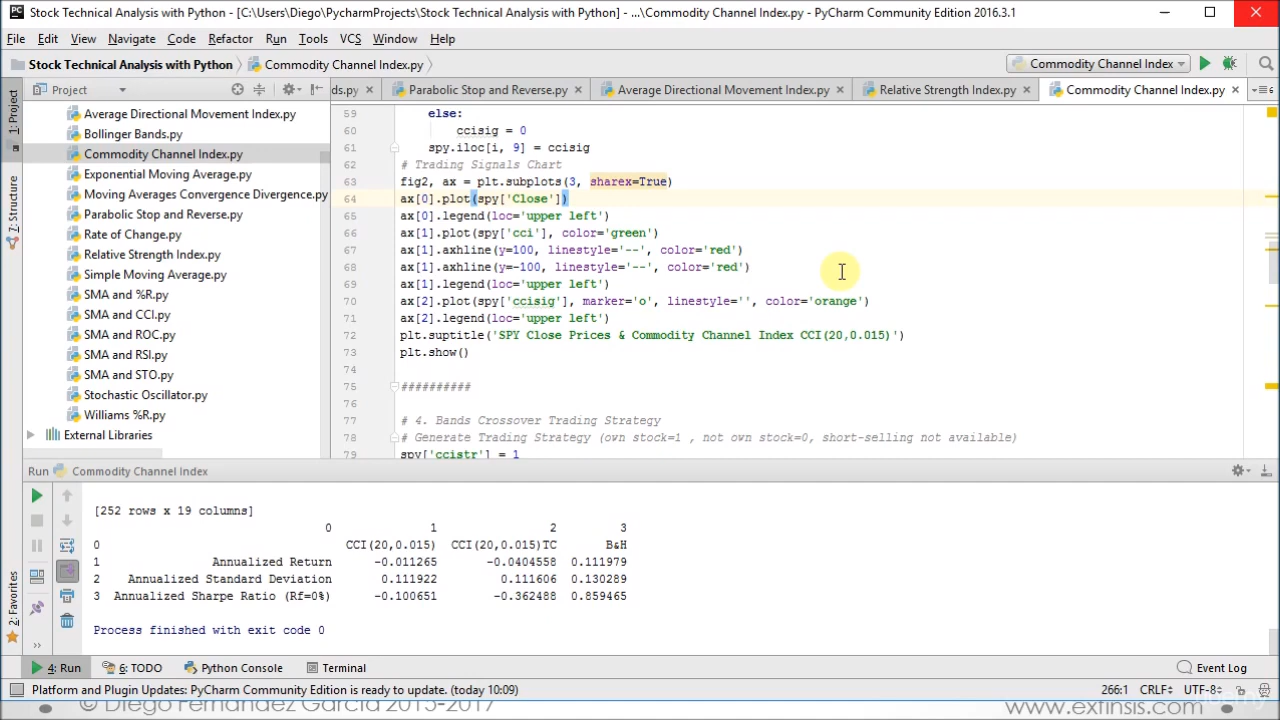 Stock Technical Analysis with Python - [C:\Users\Diego\PycharmProjects\Stock Technical Analysis with Python] - ...\Commodity Channel Index.py - PyCharm Community Edition 2016.3.1
File Edit View Navigate Code Refactor Run Tools VCS Window Help
Stock Technical Analysis with Python Commodity Channel Index.py Commodity Channel Index
Project ds.py Parabolic Stop and Reverse.py Average Directional Movement Index.py Relative Strength Index.py Commodity Channel Index.py
1: Project
7: Structure
2: Favorites
Average Directional Movement Index.py
Bollinger Bands.py
Commodity Channel Index.py
Exponential Moving Average.py
Moving Averages Convergence Divergence.py
Parabolic Stop and Reverse.py
Rate of Change.py
Relative Strength Index.py
Simple Moving Average.py
SMA and %R.py
SMA and CCI.py
SMA and ROC.py
SMA and RSI.py
SMA and STO.py
Stochastic Oscillator.py
Williams %R.py
External Libraries
59 else:
60 ccisig = 0
61 spy.iloc[i, 9] = ccisig
62 # Trading Signals Chart
63 fig2, ax = plt.subplots(3, sharex=True)
64 ax[0].plot(spy['Close'])
65 ax[0].legend(loc='upper left')
66 ax[1].plot(spy['cci'], color='green')
67 ax[1].axhline(y=100, linestyle='--', color='red')
68 ax[1].axhline(y=-100, linestyle='--', color='red')
69 ax[1].legend(loc='upper left')
70 ax[2].plot(spy['ccisig'], marker='o', linestyle='', color='orange')
71 ax[2].legend(loc='upper left')
72 plt.suptitle('SPY Close Prices & Commodity Channel Index CCI(20,0.015)')
73 plt.show()
74
75 ##########
76
77 # 4. Bands Crossover Trading Strategy
78 # Generate Trading Strategy (own stock=1 , not own stock=0, short-selling not available)
79 spy['ccistr'] = 1
Run Commodity Channel Index
[252 rows x 19 columns]
0 1 2 3
0 CCI(20,0.015) CCI(20,0.015)TC B&H
1 Annualized Return -0.011265 -0.0404558 0.111979
2 Annualized Standard Deviation 0.111922 0.111606 0.130289
3 Annualized Sharpe Ratio (Rf=0%) -0.100651 -0.362488 0.859465
Process finished with exit code 0
4: Run 6: TODO Python Console Terminal Event Log
Platform and Plugin Updates: PyCharm Community Edition is ready to update. (today 10:09) 266:1 CRLF UTF-8
© Diego Fernandez Garcia 2015-2017 www.exfinsis.com